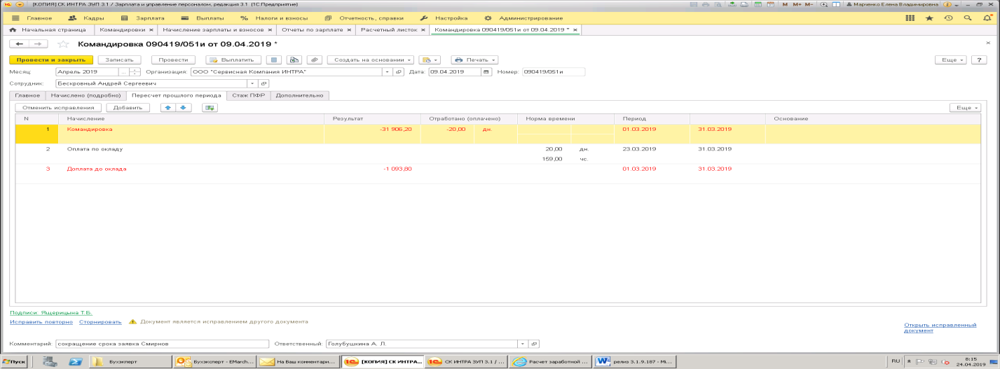 [КОПИЯ] СК ИНТРА ЗУП 3.1 / Зарплата и управление персоналом, редакция 3.1 (1С:Предприятие) M M+ M- Марченко Елена Владимировна
Главное Кадры Зарплата Выплаты % Налоги и взносы Отчетность, справки Настройка Администрирование
Начальная страница Командировки × Начисление зарплаты и взносов × Отчеты по зарплате × Расчетный листок × Командировка 090419/051и от 09.04.2019 * ×
Командировка 090419/051и от 09.04.2019 *
Провести и закрыть Записать Провести Выплатить Создать на основании Печать Еще ?
Месяц: Апрель 2019 ... Организация: ООО "Сервисная Компания ИНТРА" Дата: 09.04.2019 Номер: 090419/051и
Сотрудник: Бескровный Андрей Сергеевич
Главное Начислено (подробно) Пересчет прошлого периода Стаж ПФР Дополнительно
Отменить исправления Добавить Еще
N Начисление Результат Отработано (оплачено) Норма времени Период Основание
1 Командировка -31 906,20 -20,00 дн. 01.03.2019 31.03.2019
2 Оплата по окладу 20,00 дн. 23.03.2019 31.03.2019
159,00 чс.
3 Доплата до оклада -1 093,80 01.03.2019 31.03.2019
Подписи: Ящерицына Т.Б.
Исправить повторно Сторнировать Документ является исправлением другого документа
Открыть исправленный документ
Комментарий: сокращение срока заявка Смирнов Ответственный: Голубушкина А. Л.
Пуск Бухэксперт Бухэксперт - EMarch... На Ваш комментари... [КОПИЯ] СК ИНТРА... СК ИНТРА ЗУП 3.1 / ... Расчет заработной ... релиз 3.1.9.187 - Mi... RU 8:15
24.04.2019